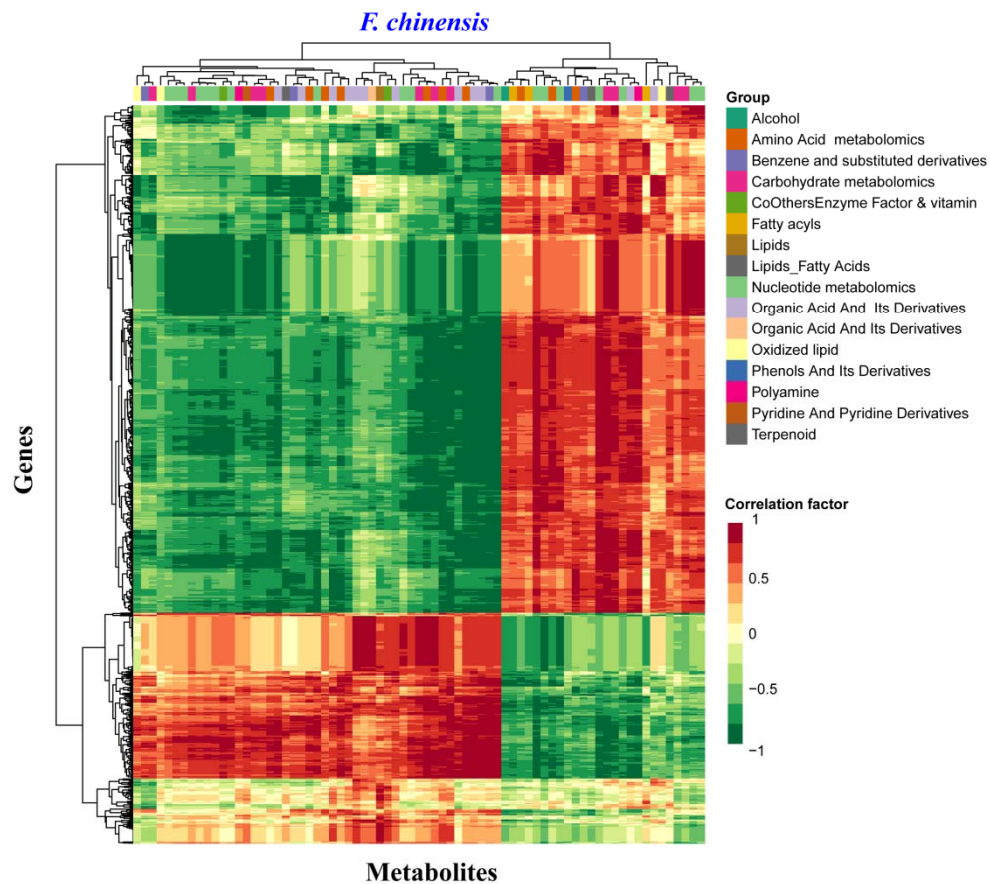 F. chinensis
Group
Alcohol
Amino Acid metabolomics
Benzene and substituted derivatives
Carbohydrate metabolomics
CoOthersEnzyme Factor & vitamin
Fatty acyls
Lipids
Lipids_Fatty Acids
Nucleotide metabolomics
Organic Acid And Its Derivatives
Organic Acid And Its Derivatives
Oxidized lipid
Phenols And Its Derivatives
Polyamine
Pyridine And Pyridine Derivatives
Terpenoid
Genes
Correlation factor
1
0.5
0
−0.5
−1
Metabolites